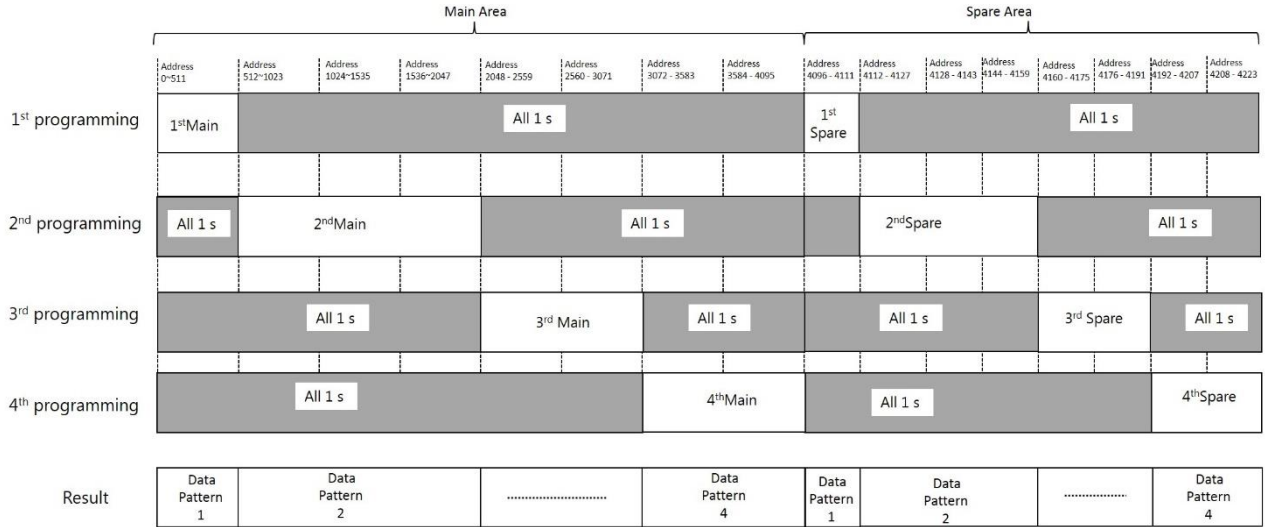 Main Area
Spare Area
Address
0~511
Address
512~1023
Address
1024~1535
Address
1536~2047
Address
2048 - 2559
Address
2560 - 3071
Address
3072 - 3583
Address
3584 - 4095
Address
4096 - 4111
Address
4112 - 4127
Address
4128 - 4143
Address
4144 - 4159
Address
4160 - 4175
Address
4176 - 4191
Address
4192 - 4207
Address
4208 - 4223
1st programming
1stMain
All 1 s
1st
Spare
All 1 s
2nd programming
All 1 s
2ndMain
All 1 s
2ndSpare
All 1 s
3rd programming
All 1 s
3rd Main
All 1 s
All 1 s
3rd Spare
All 1 s
4th programming
All 1 s
4thMain
All 1 s
4thSpare
Result
Data
Pattern
1
Data
Pattern
2
Data
Pattern
4
Data
Pattern
1
Data
Pattern
2
Data
Pattern
4